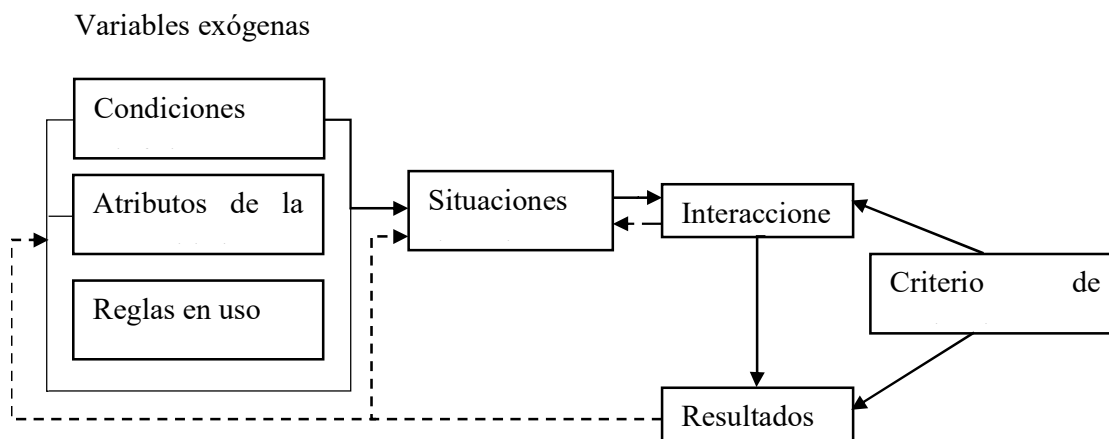 Variables exógenas
Condiciones
Atributos de la
Reglas en uso
Situaciones
Interaccione
Criterio de
Resultados